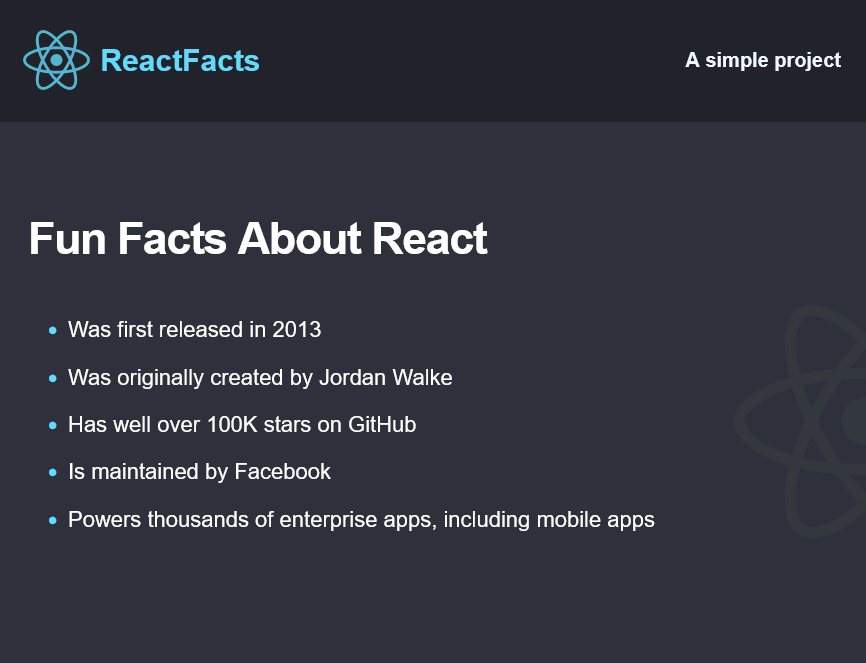 ReactFacts
A simple project
Fun Facts About React
Was first released in 2013
Was originally created by Jordan Walke
Has well over 100K stars on GitHub
Is maintained by Facebook
Powers thousands of enterprise apps, including mobile apps